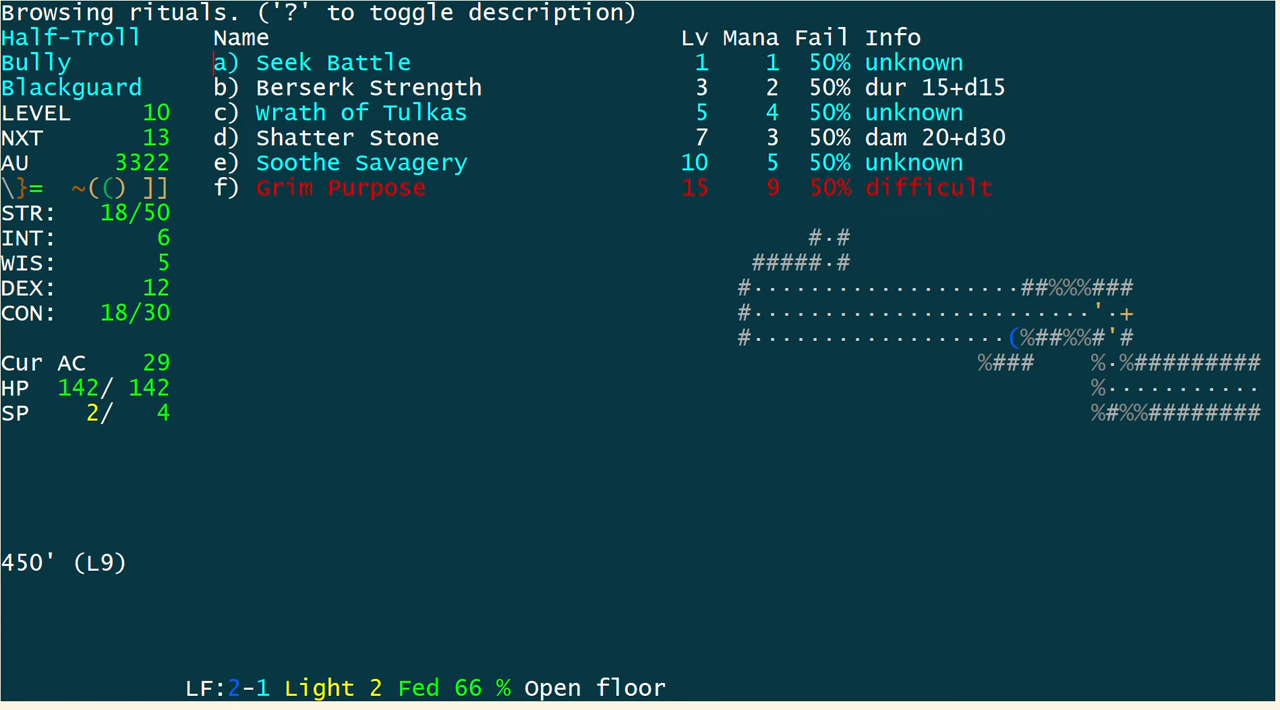 Browsing rituals. ('?' to toggle description)
Half-Troll Name Lv Mana Fail Info
Bully a) Seek Battle 1 1 50% unknown
Blackguard b) Berserk Strength 3 2 50% dur 15+d15
LEVEL 10 c) Wrath of Tulkas 5 4 50% unknown
NXT 13 d) Shatter Stone 7 3 50% dam 20+d30
AU 3322 e) Soothe Savagery 10 5 50% unknown
\}= ~(() ]] f) Grim Purpose 15 9 50% difficult
STR: 18/50
INT: 6 #·#
WIS: 5 #####·#
DEX: 12 #···················##%%%###
CON: 18/30 #························'·+
#··················(%##%%#'#
Cur AC 29 %### %·%#########
HP 142/ 142 %···········
SP 2/ 4 %#%%########
450' (L9)
LF:2-1 Light 2 Fed 66 % Open floor